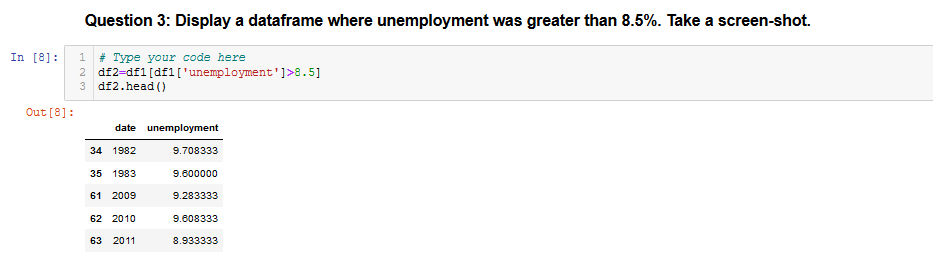 Question 3: Display a dataframe where unemployment was greater than 8.5%. Take a screen-shot.
In [8]: 1 # Type your code here
2 df2=df1[df1['unemployment']>8.5]
3 df2.head()
Out[8]:
date unemployment
34 1982 9.708333
35 1983 9.600000
61 2009 9.283333
62 2010 9.608333
63 2011 8.933333